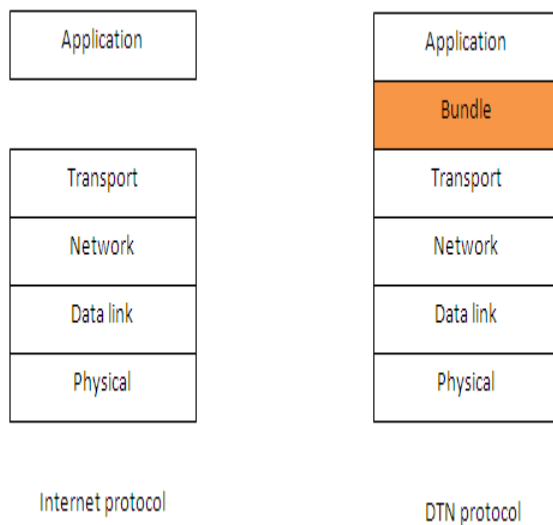 Application
Transport
Network
Data link
Physical
Internet protocol
Application
Bundle
Transport
Network
Data link
Physical
DTN protocol